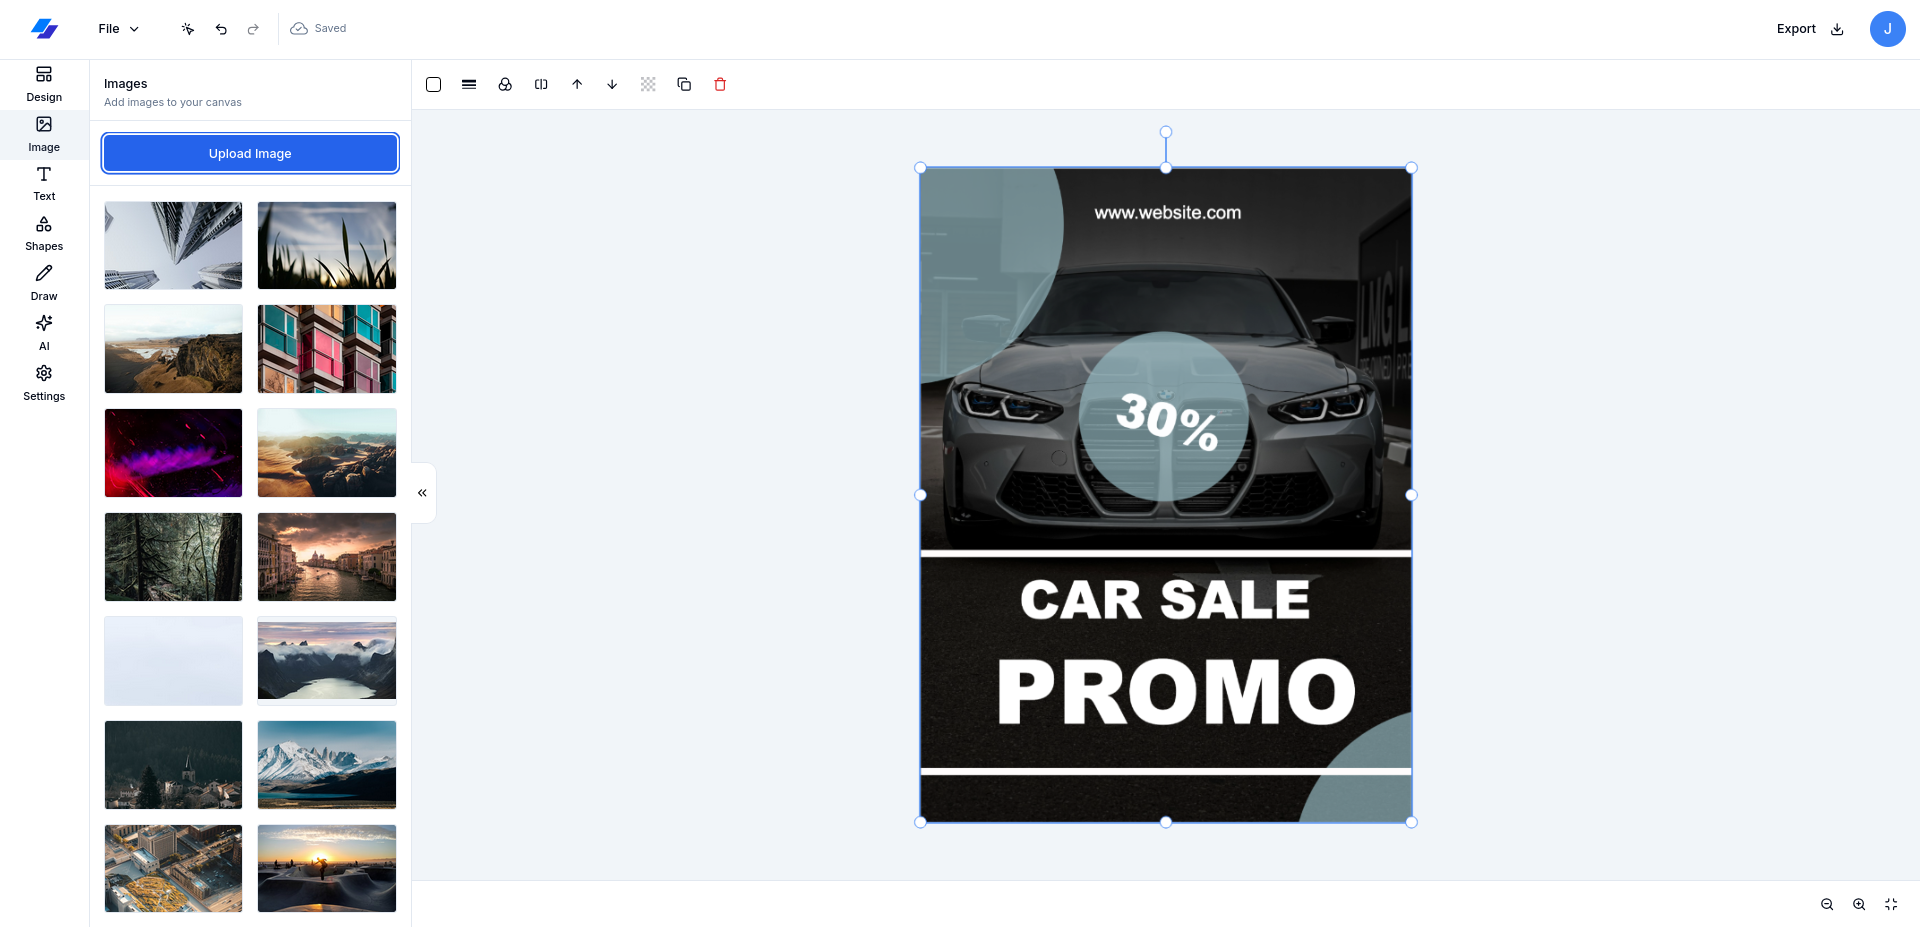 File
Saved
Export
J
Design
Image
Text
Shapes
Draw
AI
Settings
Images
Add images to your canvas
Upload Image
www.website.com
30%
CAR SALE
PROMO